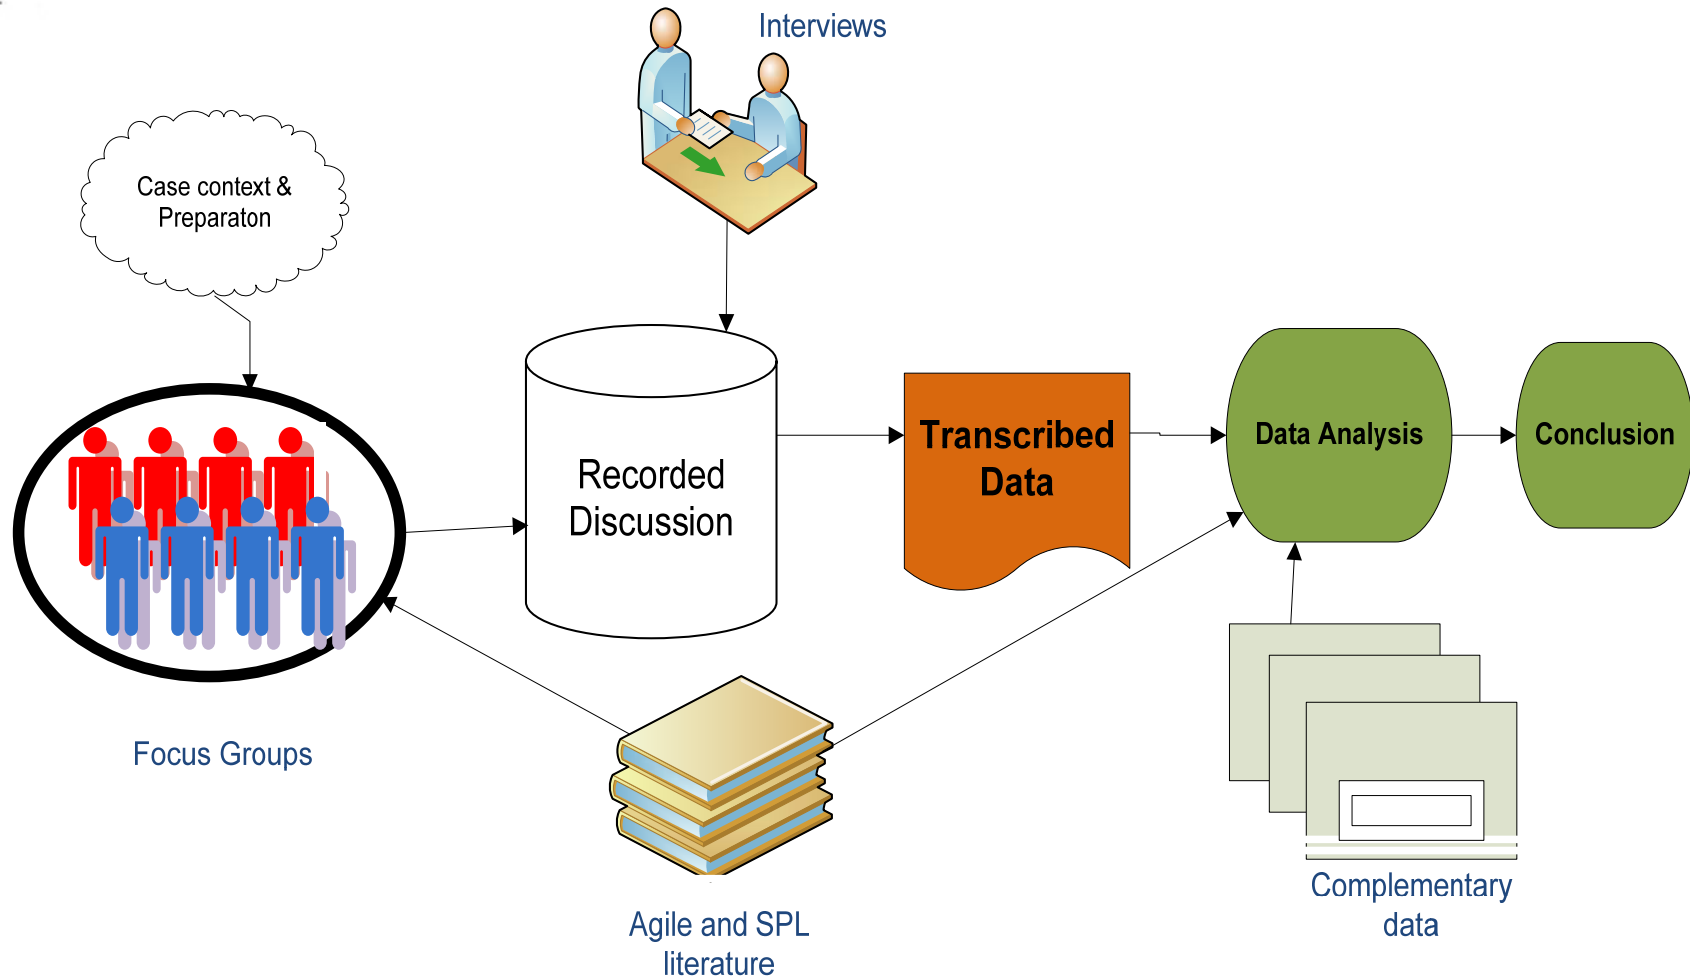 Interviews
Case context &
Preparaton
Recorded
Discussion
Transcribed
Data
Data Analysis
Conclusion
Focus Groups
Agile and SPL
literature
Complementary
data